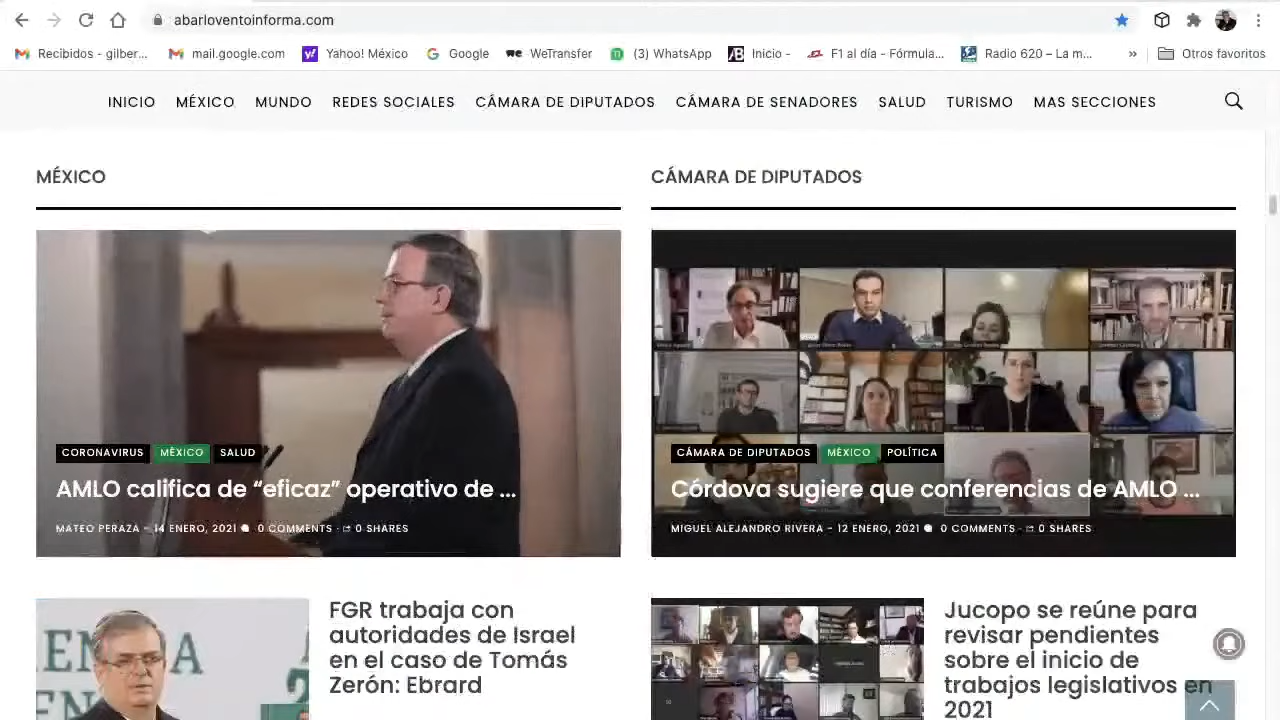 abarloventoinforma.com
Recibidos - gilber... mail.google.com Yahoo! México Google WeTransfer (3) WhatsApp Inicio - F1 al día - Fórmula... Radio 620 – La m... » Otros favoritos
INICIO MÉXICO MUNDO REDES SOCIALES CÁMARA DE DIPUTADOS CÁMARA DE SENADORES SALUD TURISMO MAS SECCIONES
MÉXICO
CORONAVIRUS MÉXICO SALUD
AMLO califica de “eficaz” operativo de ...
MATEO PERAZA – 14 ENERO, 2021 0 COMMENTS · 0 SHARES
FGR trabaja con
autoridades de Israel
en el caso de Tomás
Zerón: Ebrard
CÁMARA DE DIPUTADOS
CÁMARA DE DIPUTADOS MÉXICO POLÍTICA
Córdova sugiere que conferencias de AMLO ...
MIGUEL ALEJANDRO RIVERA – 12 ENERO, 2021 0 COMMENTS · 0 SHARES
Jucopo se reúne para
revisar pendientes
sobre el inicio de
trabajos legislativos en
2021